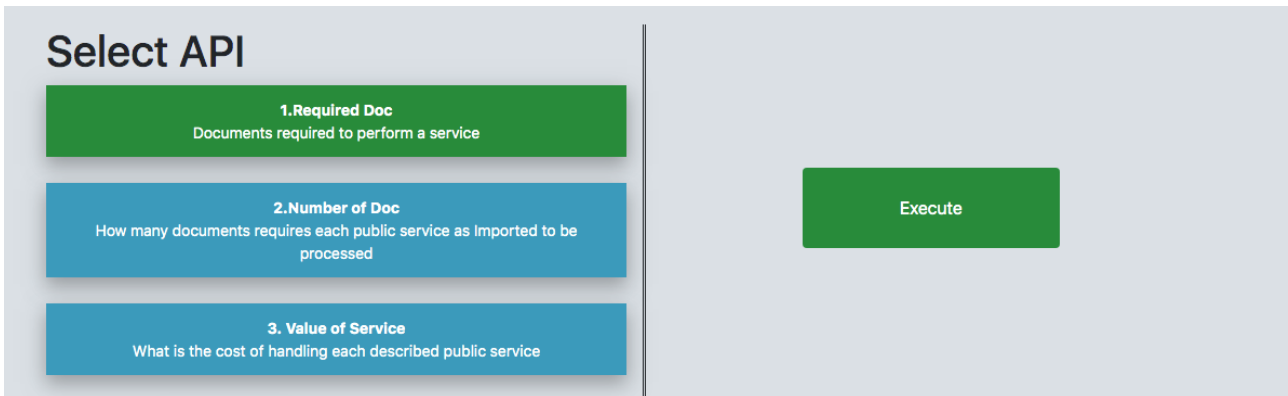 Select API
1.Required Doc
Documents required to perform a service
2.Number of Doc
How many documents requires each public service as Imported to be
processed
3. Value of Service
What is the cost of handling each described public service
Execute